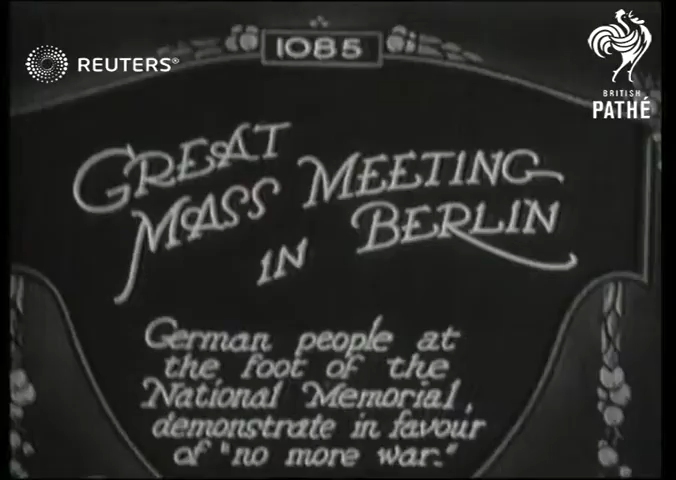 1085
REUTERS®
BRITISH
PATHÉ
GREAT
MASS MEETING
IN BERLIN
German people at
the foot of the
National Memorial,
demonstrate in favour
of "no more war."